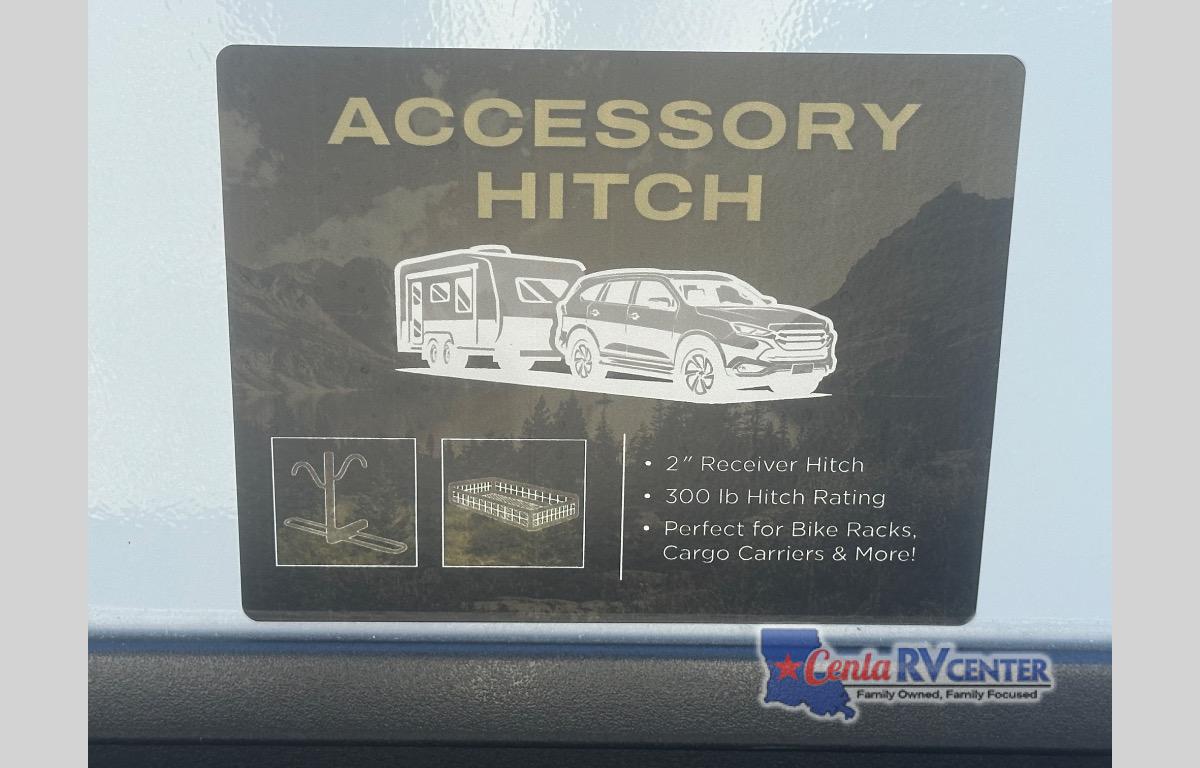 ACCESSORY
HITCH
• 2" Receiver Hitch
• 300 lb Hitch Rating
• Perfect for Bike Racks,
Cargo Carriers & More!
Cenla RV CENTER
Family Owned, Family Focused